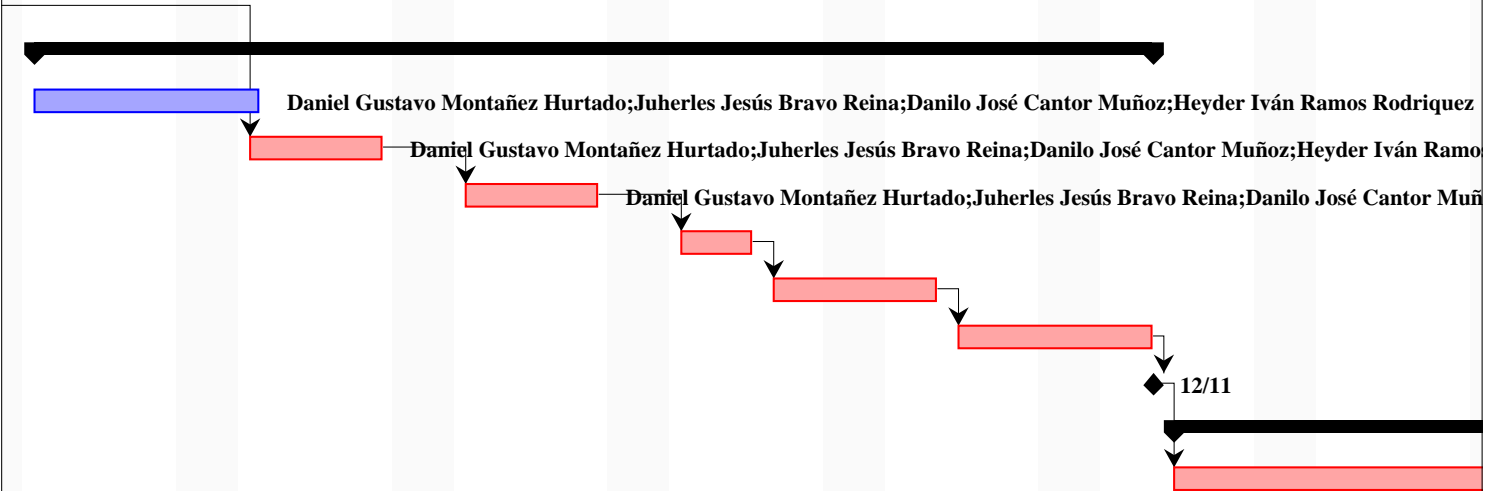 Daniel Gustavo Montañez Hurtado;Juherles Jesús Bravo Reina;Danilo José Cantor Muñoz;Heyder Iván Ramos Rodriquez
Daniel Gustavo Montañez Hurtado;Juherles Jesús Bravo Reina;Danilo José Cantor Muñoz;Heyder Iván Ramos
Daniel Gustavo Montañez Hurtado;Juherles Jesús Bravo Reina;Danilo José Cantor Muñ
12/11